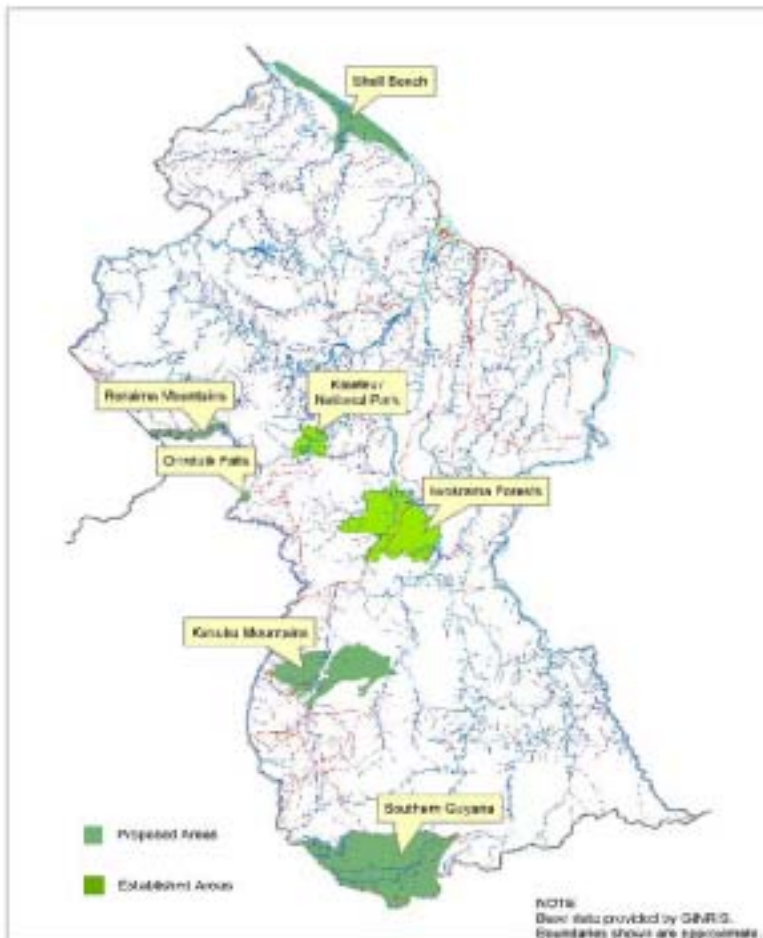 Shell Beach
Roraima Mountains
Kaieteur
National Park
Orinduik Falls
Iwokrama Forests
Kanuku Mountains
Southern Guyana
Proposed Areas
Established Areas
NOTE
Base data provided by GINRIS.
Boundaries shown are approximate.